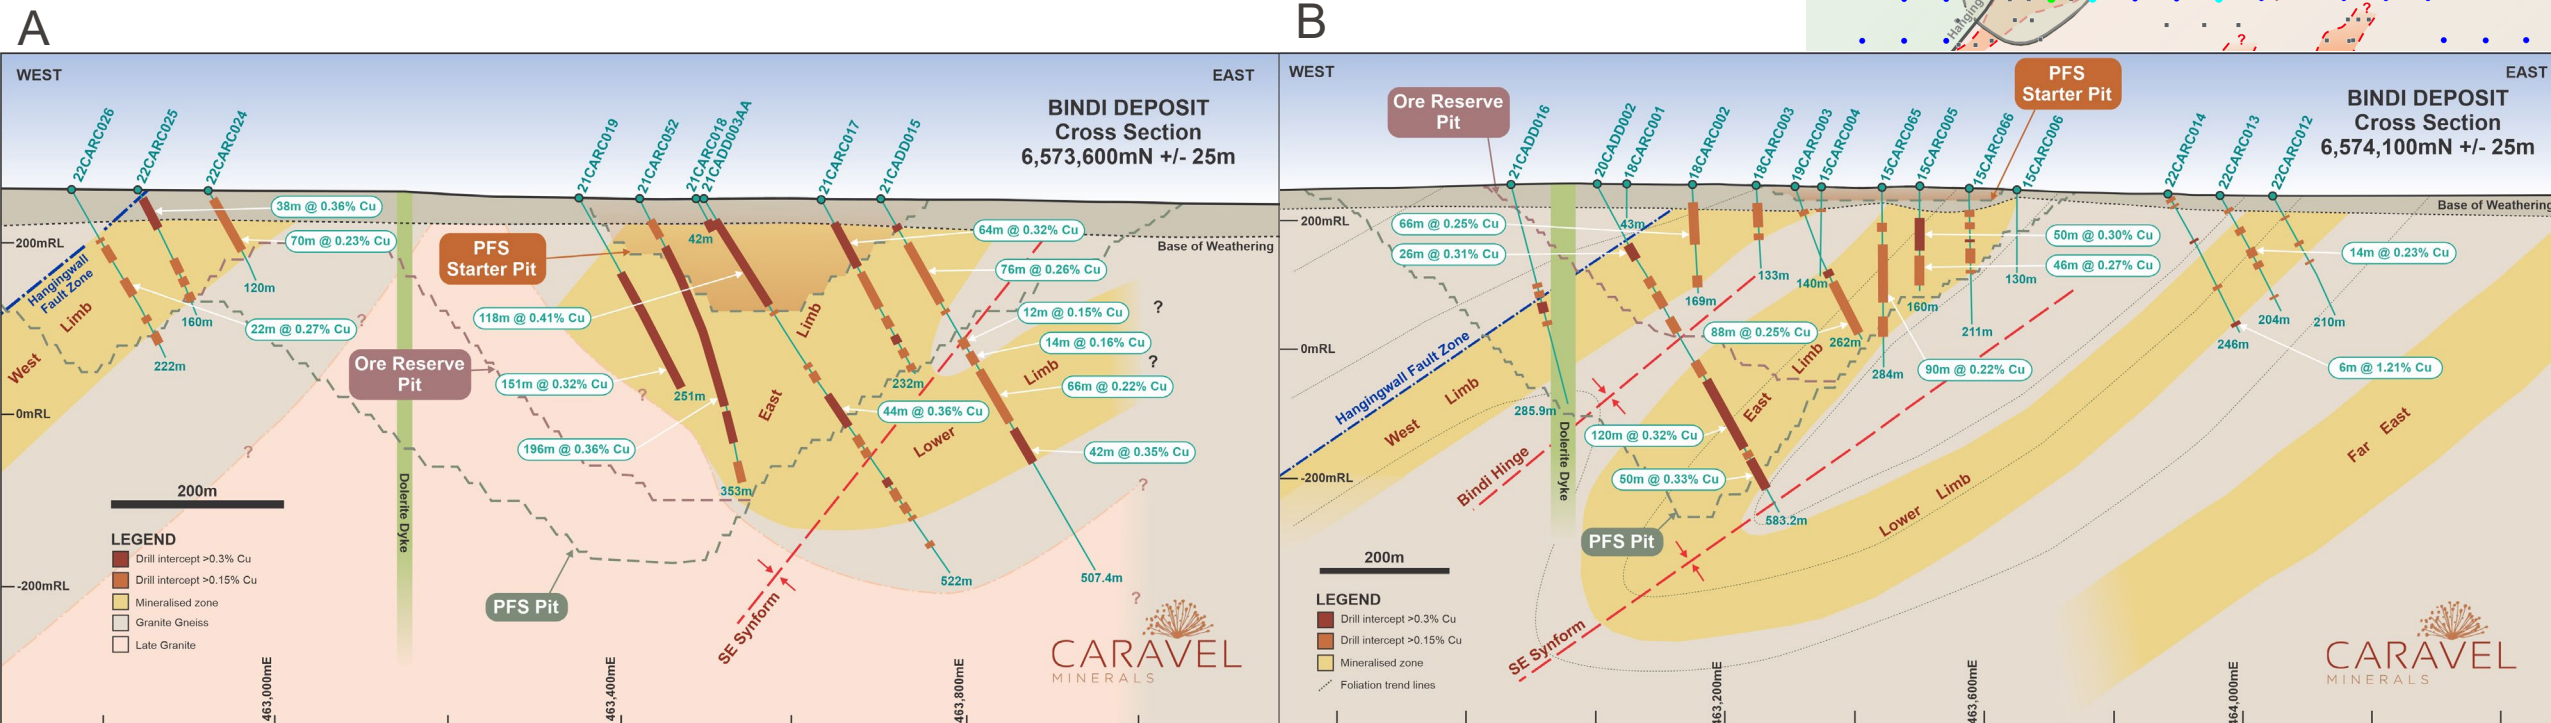 A
WEST
EAST
BINDI DEPOSIT
Cross Section
6,573,600mN +/- 25m
22CARC026
22CARC025
22CARC024
21CARC019
21CARC052
21CARC018
21CADD003AA
21CARC017
21CADD015
38m @ 0.36% Cu
70m @ 0.23% Cu
42m
64m @ 0.32% Cu
76m @ 0.26% Cu
Base of Weathering
200mRL
Hangingwall
Fault Zone
PFS
Starter Pit
120m
160m
22m @ 0.27% Cu
222m
118m @ 0.41% Cu
12m @ 0.15% Cu
14m @ 0.16% Cu
66m @ 0.22% Cu
?
?
?
?
?
?
?
West
Limb
Ore Reserve
Pit
151m @ 0.32% Cu
251m
232m
44m @ 0.36% Cu
East
Limb
Lower
Limb
0mRL
196m @ 0.36% Cu
42m @ 0.35% Cu
353m
200m
Dolerite Dyke
522m
507.4m
-200mRL
PFS Pit
SE Synform
LEGEND
Drill intercept >0.3% Cu
Drill intercept >0.15% Cu
Mineralised zone
Granite Gneiss
Late Granite
CARAVEL
MINERALS
463,000mE
463,400mE
463,800mE
B
Hanging
?
?
WEST
EAST
BINDI DEPOSIT
Cross Section
6,574,100mN +/- 25m
Ore Reserve
Pit
PFS
Starter Pit
21CADD016
20CADD002
18CARC001
18CARC002
18CARC003
19CARC003
15CARC004
15CARC065
15CARC005
15CARC066
15CARC006
22CARC014
22CARC013
22CARC012
Base of Weathering
200mRL
66m @ 0.25% Cu
43m
26m @ 0.31% Cu
50m @ 0.30% Cu
46m @ 0.27% Cu
14m @ 0.23% Cu
133m
140m
130m
169m
160m
211m
204m
210m
246m
88m @ 0.25% Cu
262m
284m
90m @ 0.22% Cu
6m @ 1.21% Cu
0mRL
Hangingwall Fault Zone
West
Limb
285.9m
East
Limb
Bindi Hinge
Dolerite Dyke
120m @ 0.32% Cu
50m @ 0.33% Cu
583.2m
-200mRL
PFS Pit
Lower
Limb
Far
East
200m
SE Synform
LEGEND
Drill intercept >0.3% Cu
Drill intercept >0.15% Cu
Mineralised zone
Foliation trend lines
CARAVEL
MINERALS
463,200mE
463,600mE
464,000mE